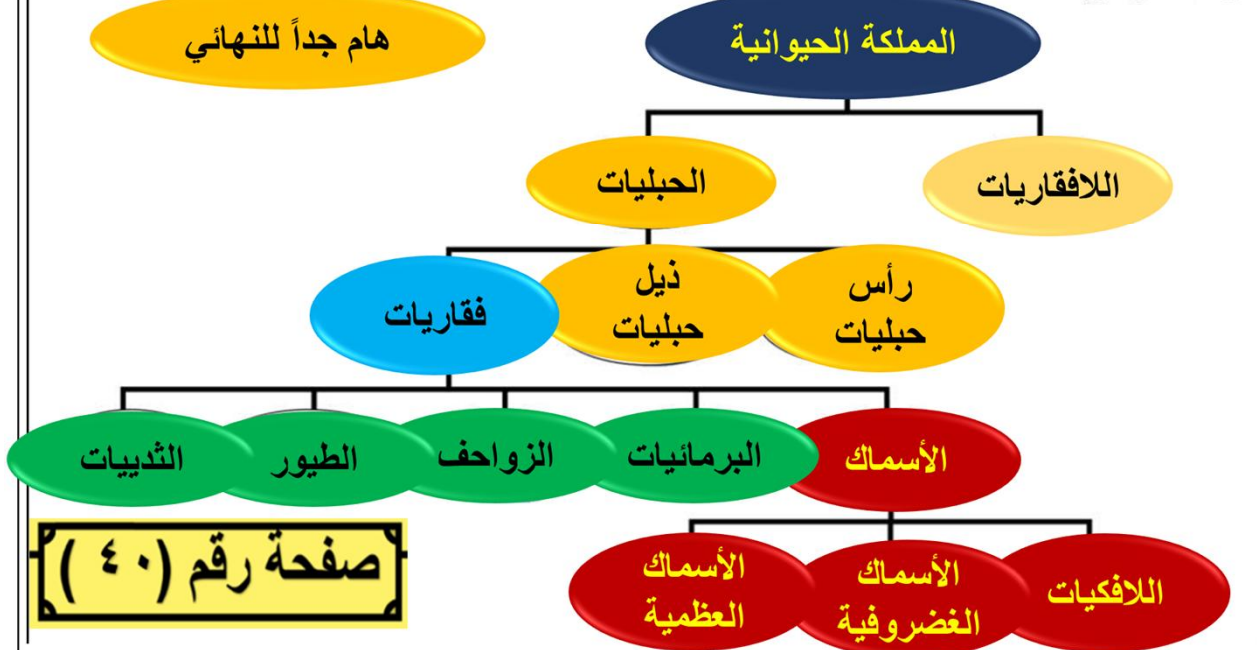 المملكة الحيوانية
هام جداً للنهائي
اللافقاريات
الحبليات
رأس
حبليات
ذيل
حبليات
فقاريات
الأسماك
البرمائيات
الزواحف
الطيور
الثدييات
اللافكيات
الأسماك
الغضروفية
الأسماك
العظمية
صفحة رقم (٤٠)